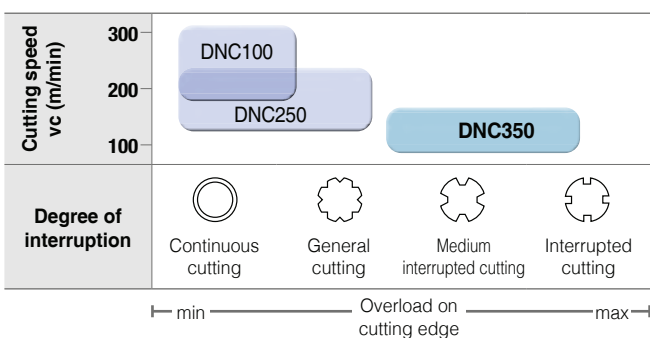 Cutting speed
vc (m/min)
300
200
100
DNC100
DNC250
DNC350
Degree of
interruption
Continuous
cutting
General
cutting
Medium
interrupted cutting
Interrupted
cutting
min
Overload on
cutting edge
max